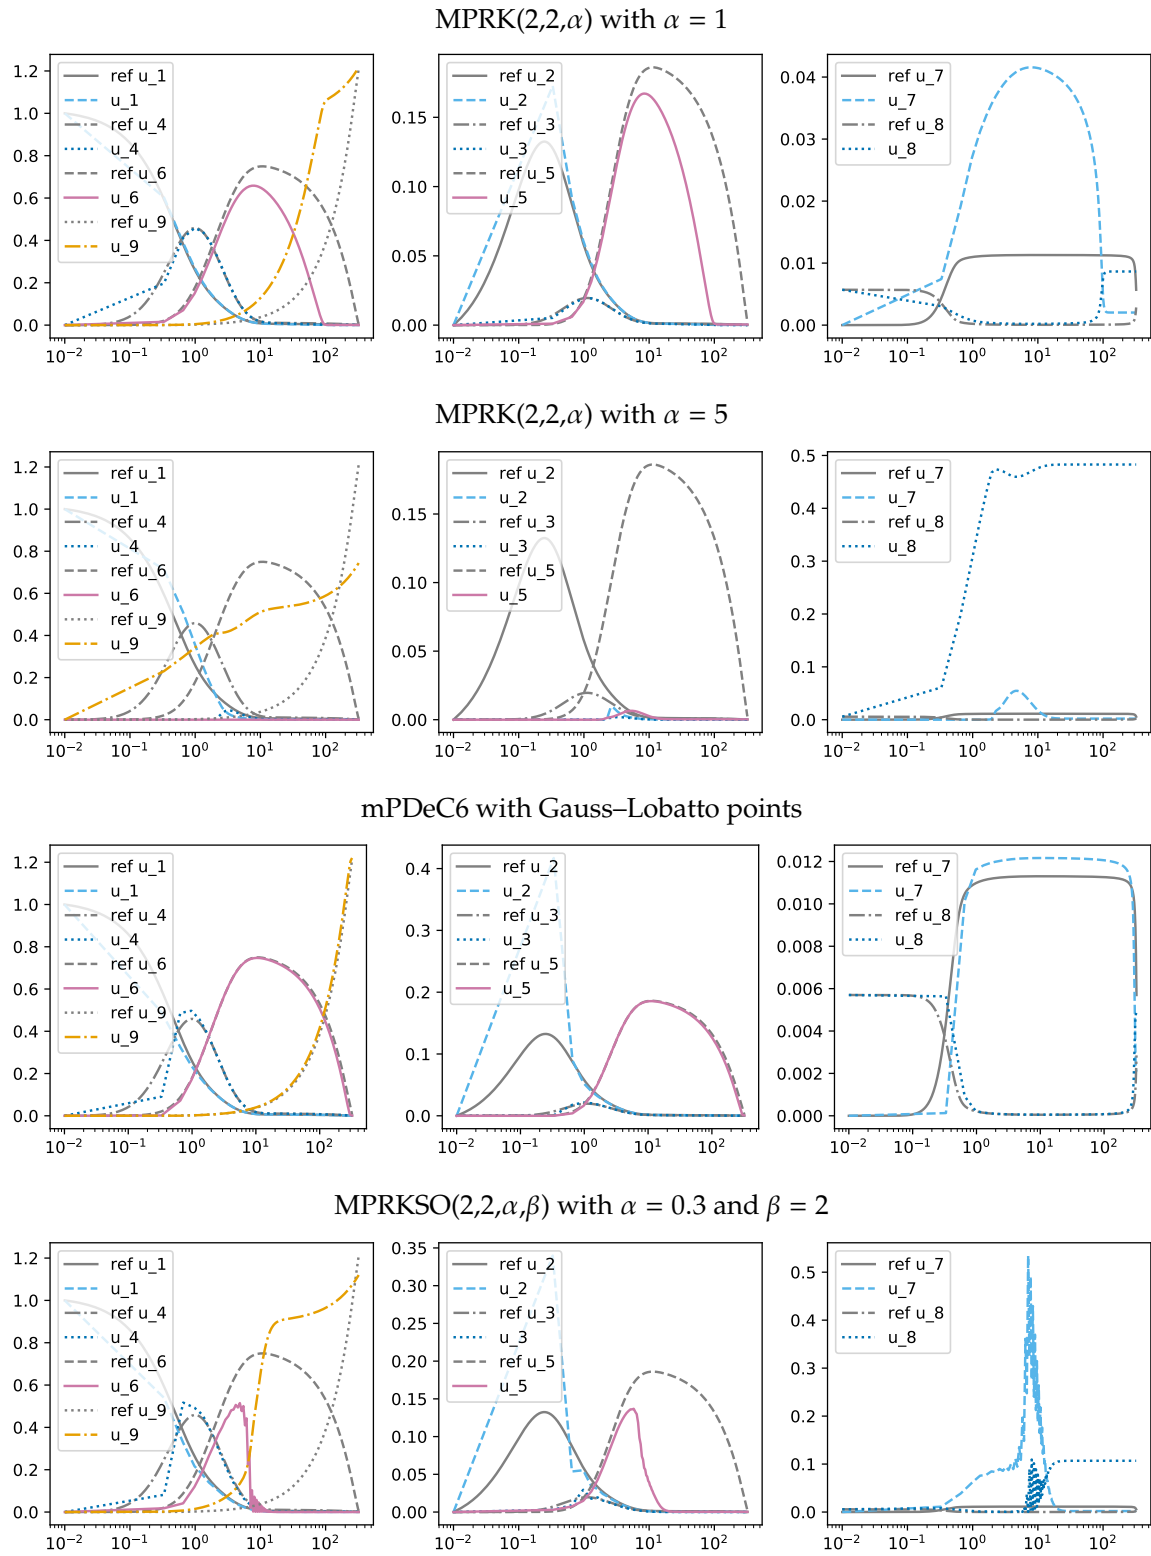 MPRK(2,2,α) with α = 1
1.2
1.0
0.8
0.6
0.4
0.2
0.0
ref u_1
u_1
ref u_4
u_4
ref u_6
u_6
ref u_9
u_9
10⁻² 10⁻¹ 10⁰ 10¹ 10²
0.15
0.10
0.05
0.00
ref u_2
u_2
ref u_3
u_3
ref u_5
u_5
10⁻² 10⁻¹ 10⁰ 10¹ 10²
0.04
0.03
0.02
0.01
0.00
ref u_7
u_7
ref u_8
u_8
10⁻² 10⁻¹ 10⁰ 10¹ 10²
MPRK(2,2,α) with α = 5
1.2
1.0
0.8
0.6
0.4
0.2
0.0
ref u_1
u_1
ref u_4
u_4
ref u_6
u_6
ref u_9
u_9
10⁻² 10⁻¹ 10⁰ 10¹ 10²
0.15
0.10
0.05
0.00
ref u_2
u_2
ref u_3
u_3
ref u_5
u_5
10⁻² 10⁻¹ 10⁰ 10¹ 10²
0.5
0.4
0.3
0.2
0.1
0.0
ref u_7
u_7
ref u_8
u_8
10⁻² 10⁻¹ 10⁰ 10¹ 10²
mPDeC6 with Gauss–Lobatto points
1.2
1.0
0.8
0.6
0.4
0.2
0.0
ref u_1
u_1
ref u_4
u_4
ref u_6
u_6
ref u_9
u_9
10⁻² 10⁻¹ 10⁰ 10¹ 10²
0.4
0.3
0.2
0.1
0.0
ref u_2
u_2
ref u_3
u_3
ref u_5
u_5
10⁻² 10⁻¹ 10⁰ 10¹ 10²
0.012
0.010
0.008
0.006
0.004
0.002
0.000
ref u_7
u_7
ref u_8
u_8
10⁻² 10⁻¹ 10⁰ 10¹ 10²
MPRKSO(2,2,α,β) with α = 0.3 and β = 2
1.2
1.0
0.8
0.6
0.4
0.2
0.0
ref u_1
u_1
ref u_4
u_4
ref u_6
u_6
ref u_9
u_9
10⁻² 10⁻¹ 10⁰ 10¹ 10²
0.35
0.30
0.25
0.20
0.15
0.10
0.05
0.00
ref u_2
u_2
ref u_3
u_3
ref u_5
u_5
10⁻² 10⁻¹ 10⁰ 10¹ 10²
0.5
0.4
0.3
0.2
0.1
0.0
ref u_7
u_7
ref u_8
u_8
10⁻² 10⁻¹ 10⁰ 10¹ 10²